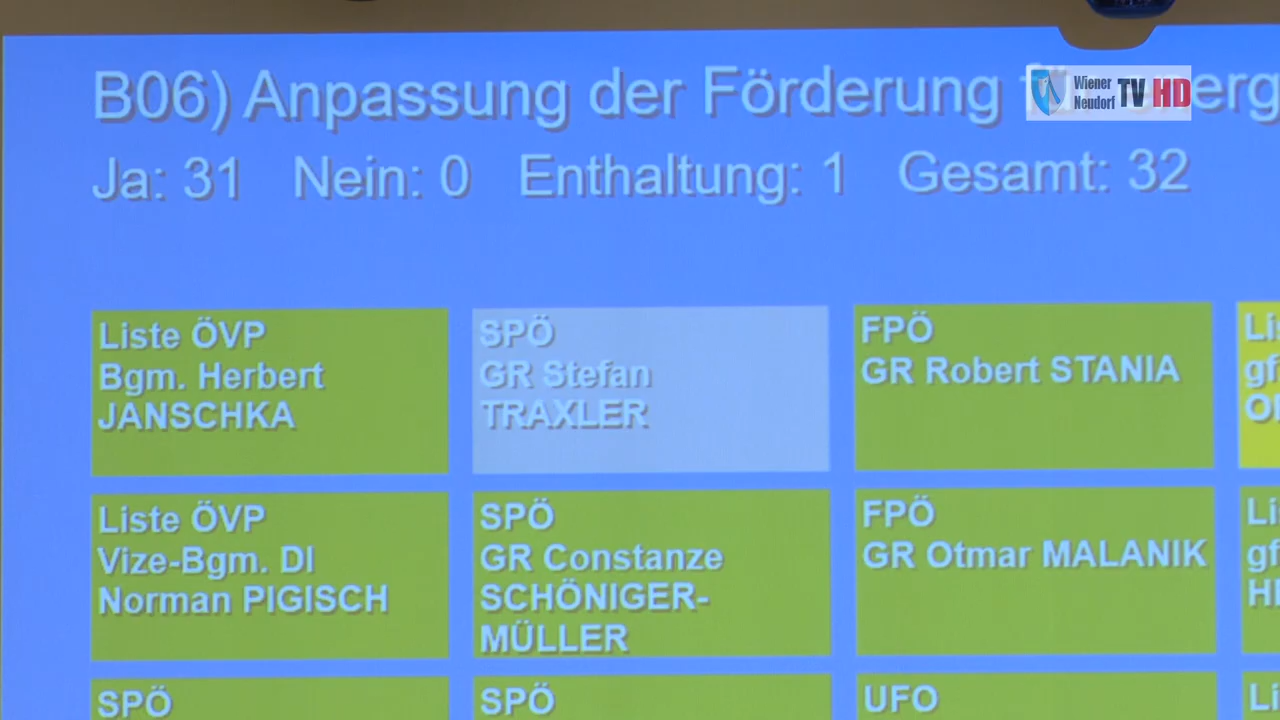 B06) Anpassung der Förderung
Wiener
Neudorf TV HD
Ja: 31 Nein: 0 Enthaltung: 1 Gesamt: 32
Liste ÖVP
Bgm. Herbert
JANSCHKA
SPÖ
GR Stefan
TRAXLER
FPÖ
GR Robert STANIA
Liste ÖVP
Vize-Bgm. DI
Norman PIGISCH
SPÖ
GR Constanze
SCHÖNIGER-
MÜLLER
FPÖ
GR Otmar MALANIK
SPÖ
SPÖ
UFO